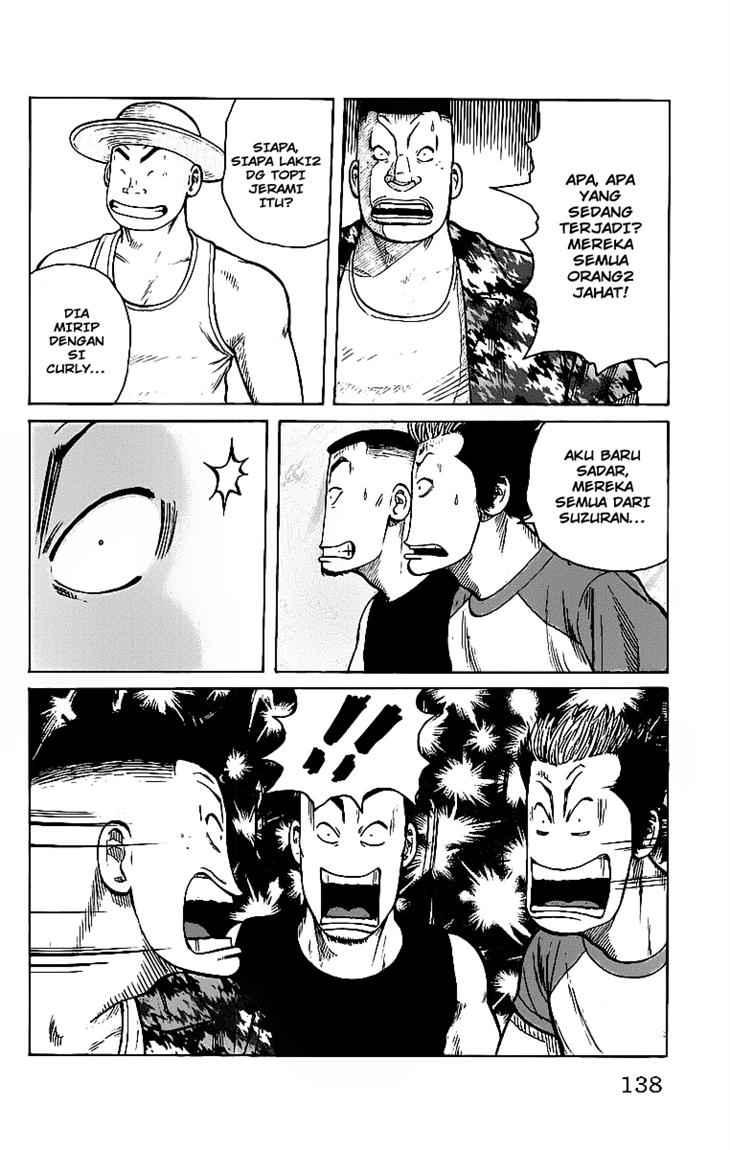 APA, APA
YANG
SEDANG
TERJADI?
MEREKA
SEMUA
ORANG2
JAHAT!
SIAPA,
SIAPA LAKI2
DG TOPI
JERAMI
ITU?
DIA
MIRIP
DENGAN
SI
CURLY...
AKU BARU
SADAR,
MEREKA
SEMUA DARI
SUZURAN...
!!
138